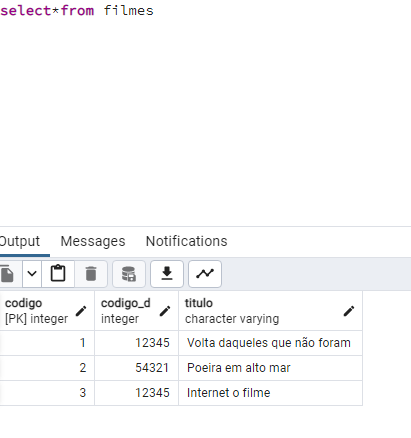 select*from filmes
Output Messages Notifications
codigo codigo_d titulo
[PK] integer integer character varying
1 12345 Volta daqueles que não foram
2 54321 Poeira em alto mar
3 12345 Internet o filme